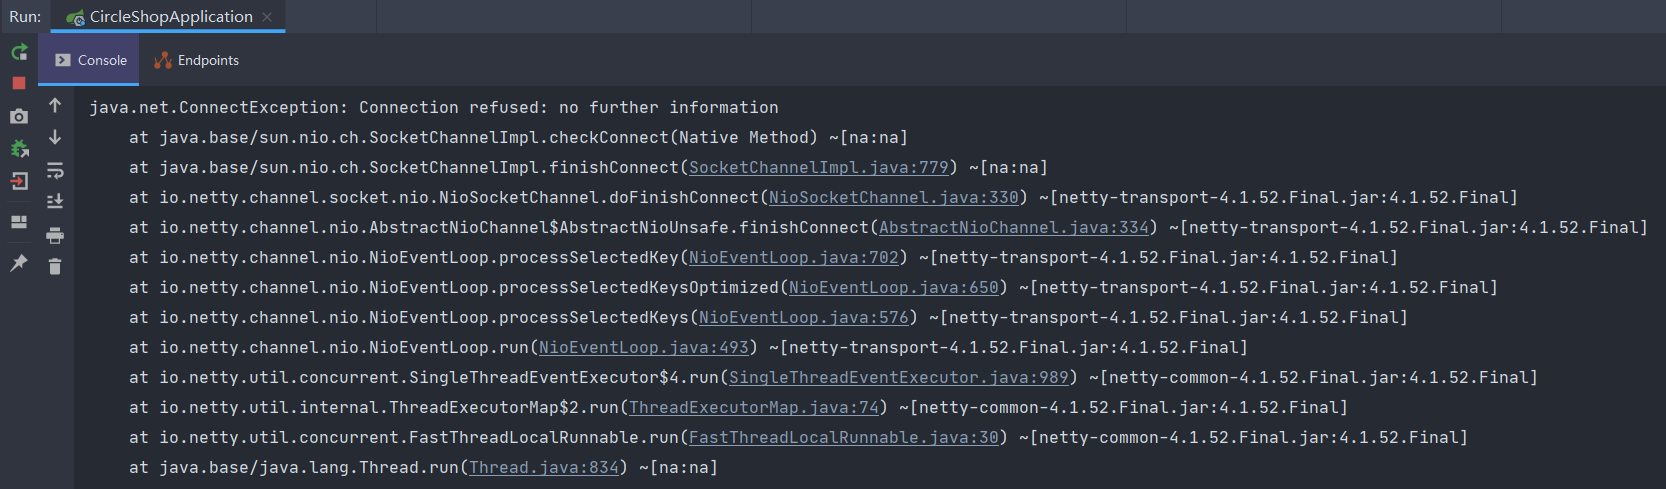 Run: CircleShopApplication ×
Console Endpoints
java.net.ConnectException: Connection refused: no further information
at java.base/sun.nio.ch.SocketChannelImpl.checkConnect(Native Method) ~[na:na]
at java.base/sun.nio.ch.SocketChannelImpl.finishConnect(SocketChannelImpl.java:779) ~[na:na]
at io.netty.channel.socket.nio.NioSocketChannel.doFinishConnect(NioSocketChannel.java:330) ~[netty-transport-4.1.52.Final.jar:4.1.52.Final]
at io.netty.channel.nio.AbstractNioChannel$AbstractNioUnsafe.finishConnect(AbstractNioChannel.java:334) ~[netty-transport-4.1.52.Final.jar:4.1.52.Final]
at io.netty.channel.nio.NioEventLoop.processSelectedKey(NioEventLoop.java:702) ~[netty-transport-4.1.52.Final.jar:4.1.52.Final]
at io.netty.channel.nio.NioEventLoop.processSelectedKeysOptimized(NioEventLoop.java:650) ~[netty-transport-4.1.52.Final.jar:4.1.52.Final]
at io.netty.channel.nio.NioEventLoop.processSelectedKeys(NioEventLoop.java:576) ~[netty-transport-4.1.52.Final.jar:4.1.52.Final]
at io.netty.channel.nio.NioEventLoop.run(NioEventLoop.java:493) ~[netty-transport-4.1.52.Final.jar:4.1.52.Final]
at io.netty.util.concurrent.SingleThreadEventExecutor$4.run(SingleThreadEventExecutor.java:989) ~[netty-common-4.1.52.Final.jar:4.1.52.Final]
at io.netty.util.internal.ThreadExecutorMap$2.run(ThreadExecutorMap.java:74) ~[netty-common-4.1.52.Final.jar:4.1.52.Final]
at io.netty.util.concurrent.FastThreadLocalRunnable.run(FastThreadLocalRunnable.java:30) ~[netty-common-4.1.52.Final.jar:4.1.52.Final]
at java.base/java.lang.Thread.run(Thread.java:834) ~[na:na]